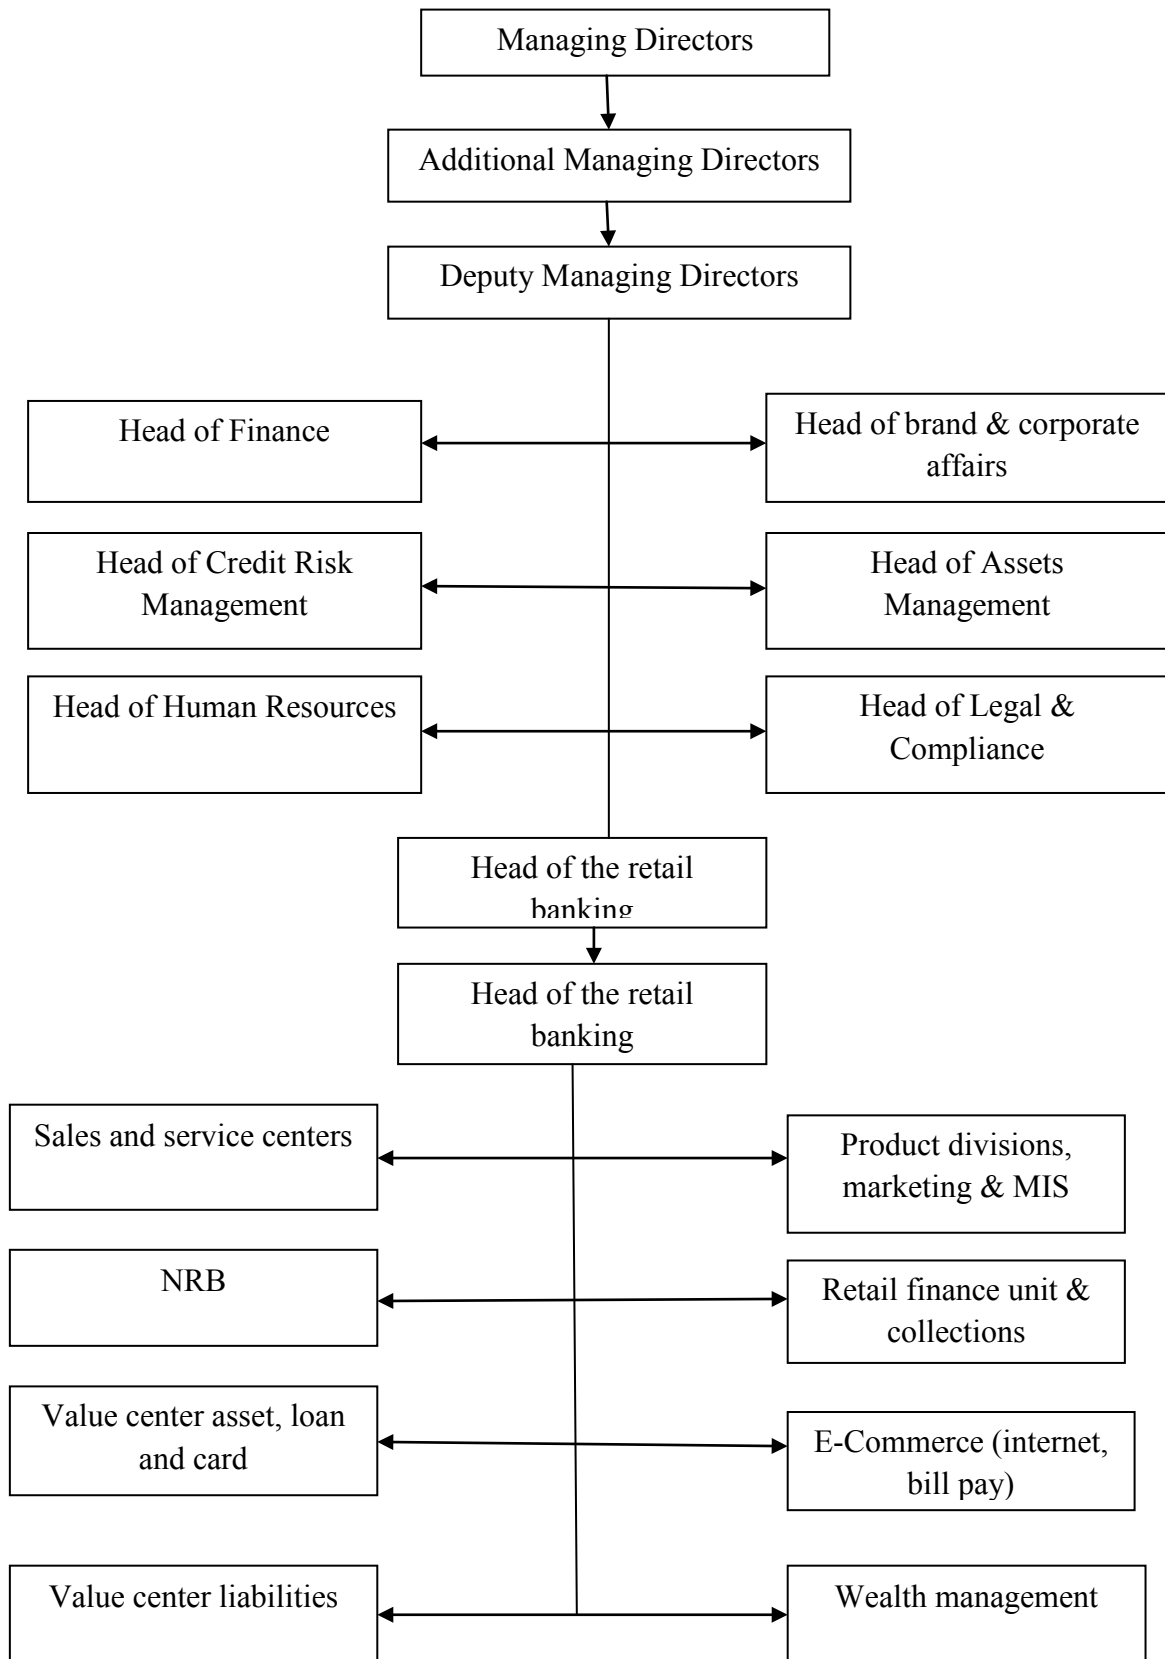 Managing Directors
Additional Managing Directors
Deputy Managing Directors
Head of Finance
Head of brand & corporate
affairs
Head of Credit Risk
Management
Head of Assets
Management
Head of Human Resources
Head of Legal &
Compliance
Head of the retail
banking
Head of the retail
banking
Sales and service centers
Product divisions,
marketing & MIS
NRB
Retail finance unit &
collections
Value center asset, loan
and card
E-Commerce (internet,
bill pay)
Value center liabilities
Wealth management